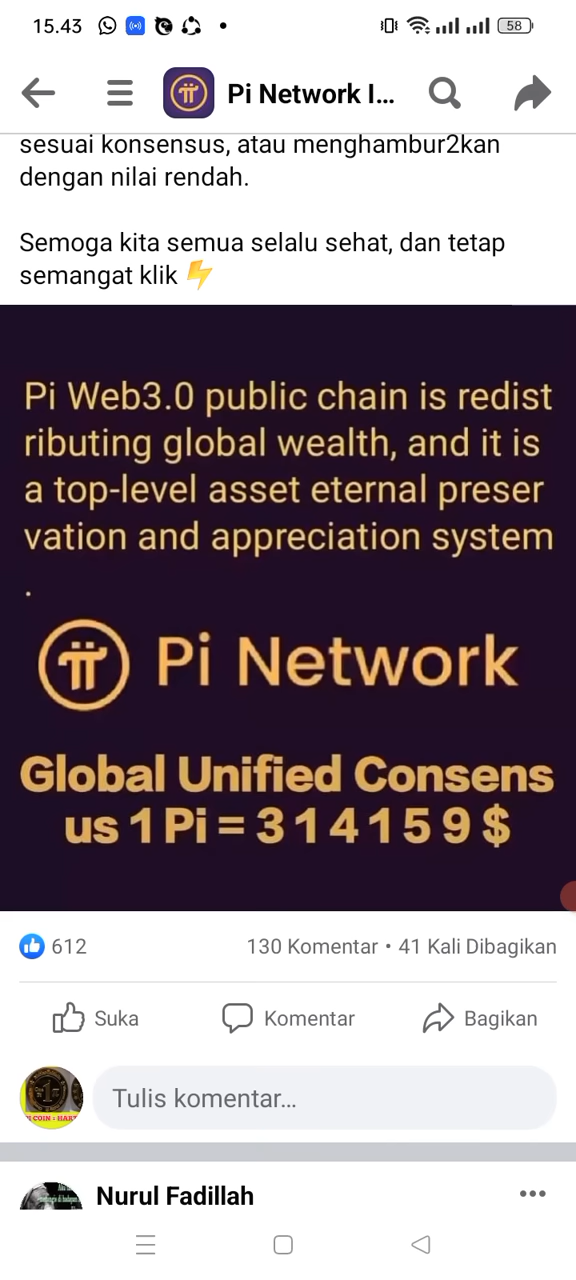 15.43
58
Pi Network I...
sesuai konsensus, atau menghambur2kan
dengan nilai rendah.
Semoga kita semua selalu sehat, dan tetap
semangat klik ⚡
Pi Web3.0 public chain is redist
ributing global wealth, and it is
a top-level asset eternal preser
vation and appreciation system
.
Pi Network
Global Unified Consens
us 1 Pi = 3 1 4 1 5 9 $
612
130 Komentar • 41 Kali Dibagikan
Suka
Komentar
Bagikan
Tulis komentar...
Nurul Fadillah